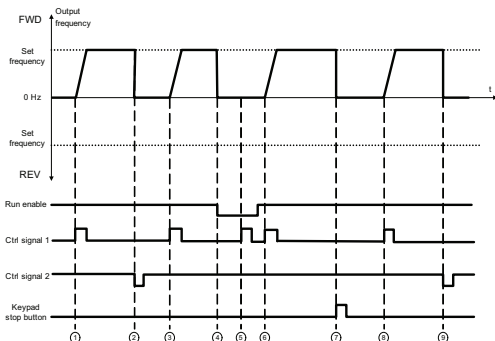 FWD
Output
frequency
Set
frequency
0 Hz
t
Set
frequency
REV
Run enable
Ctrl signal 1
Ctrl signal 2
Keypad
stop button
1 2 3 4 5 6 7 8 9